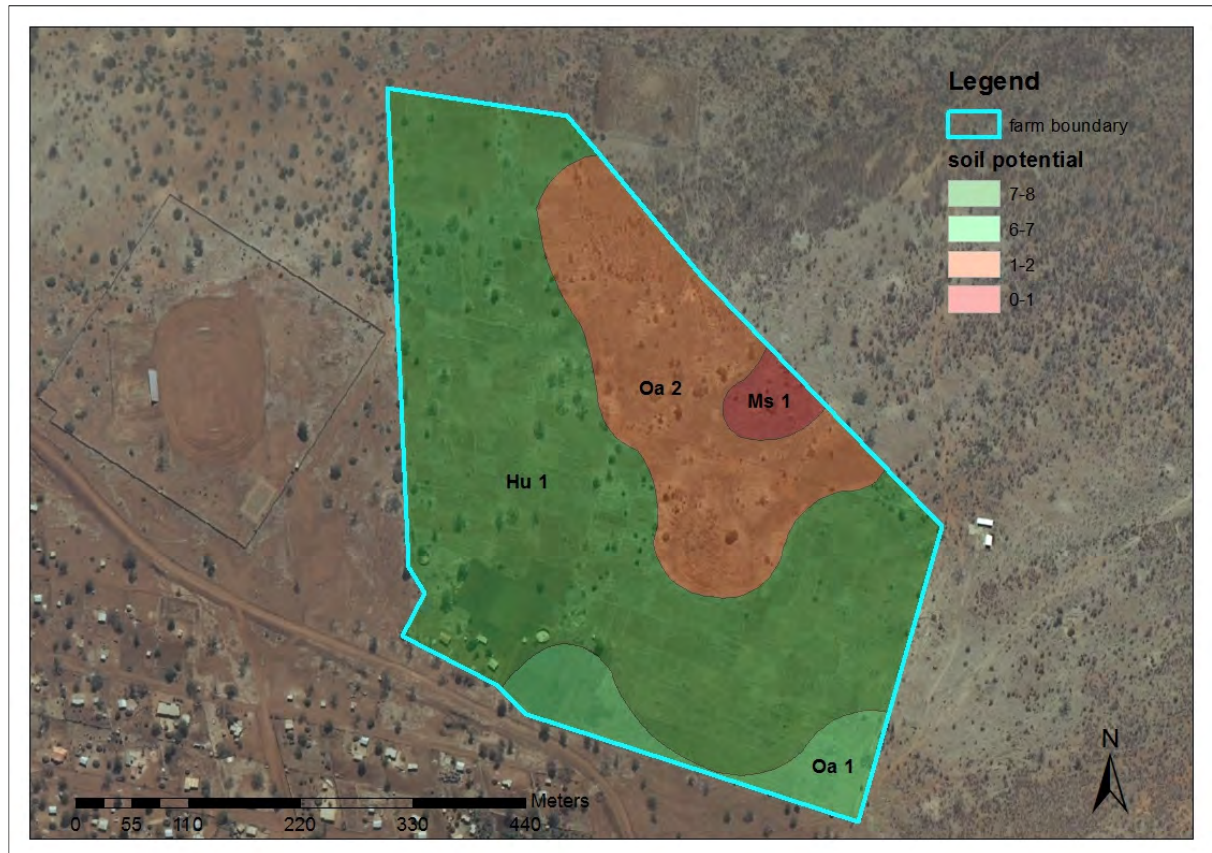 Legend
farm boundary
soil potential
7-8
6-7
1-2
0-1
Oa 2
Ms 1
Hu 1
Oa 1
N
Meters
0 55 110 220 330 440